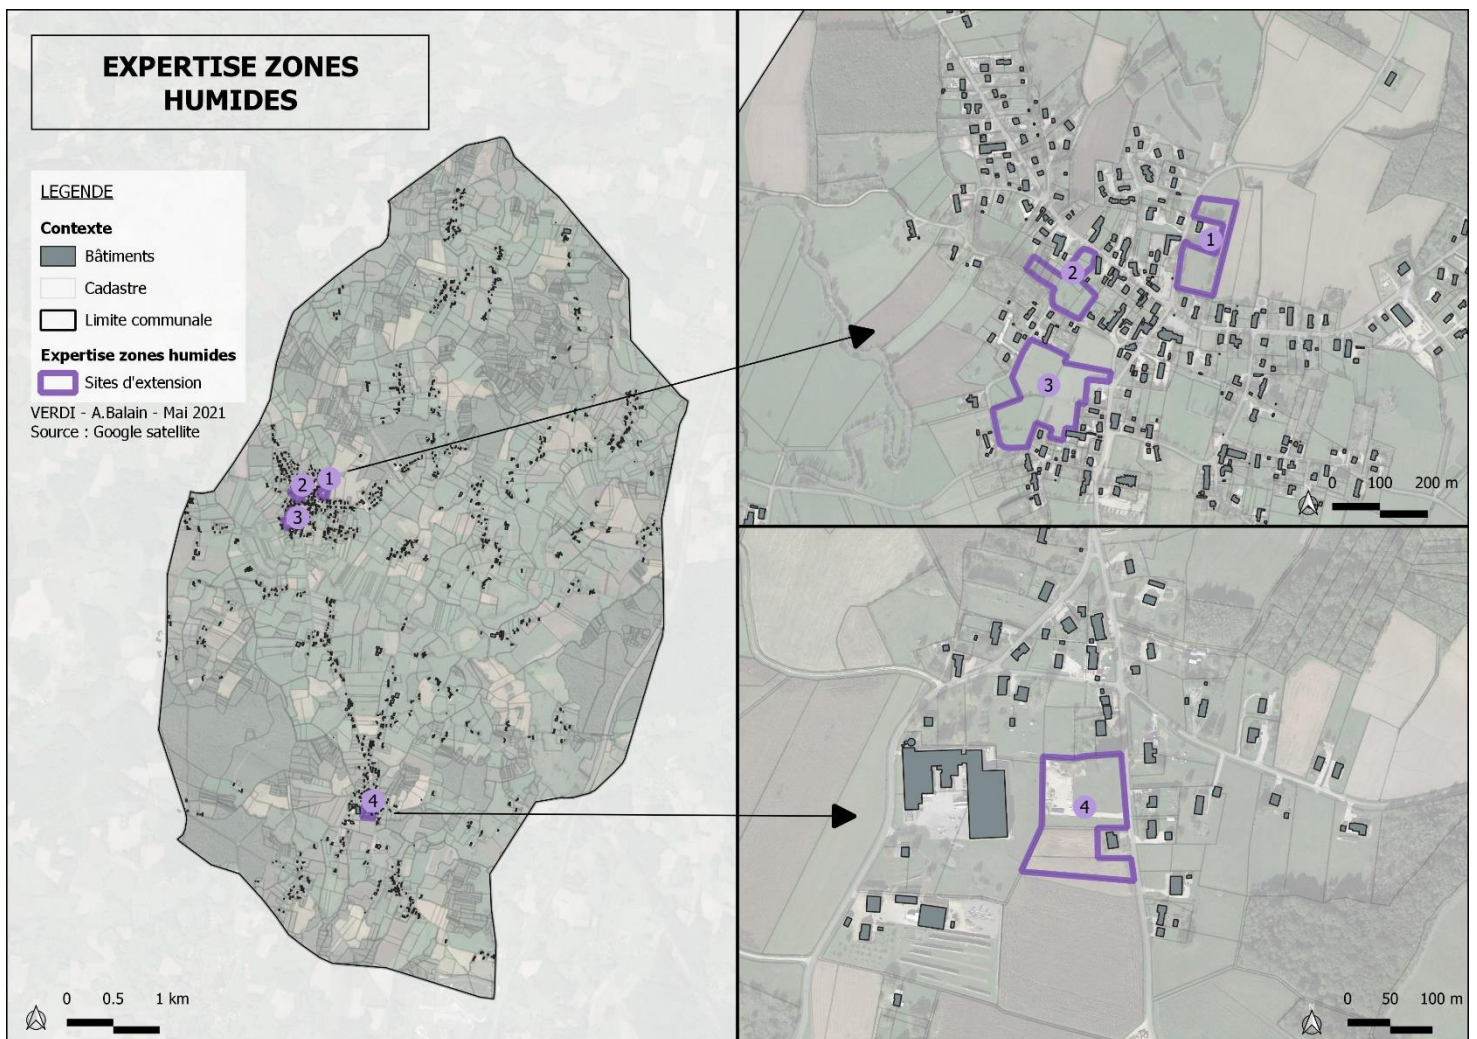 EXPERTISE ZONES
HUMIDES
LEGENDE
Contexte
Bâtiments
Cadastre
Limite communale
Expertise zones humides
Sites d'extension
VERDI - A.Balain - Mai 2021
Source : Google satellite
2
1
3
4
0 0.5 1 km
1
2
3
0 100 200 m
4
0 50 100 m